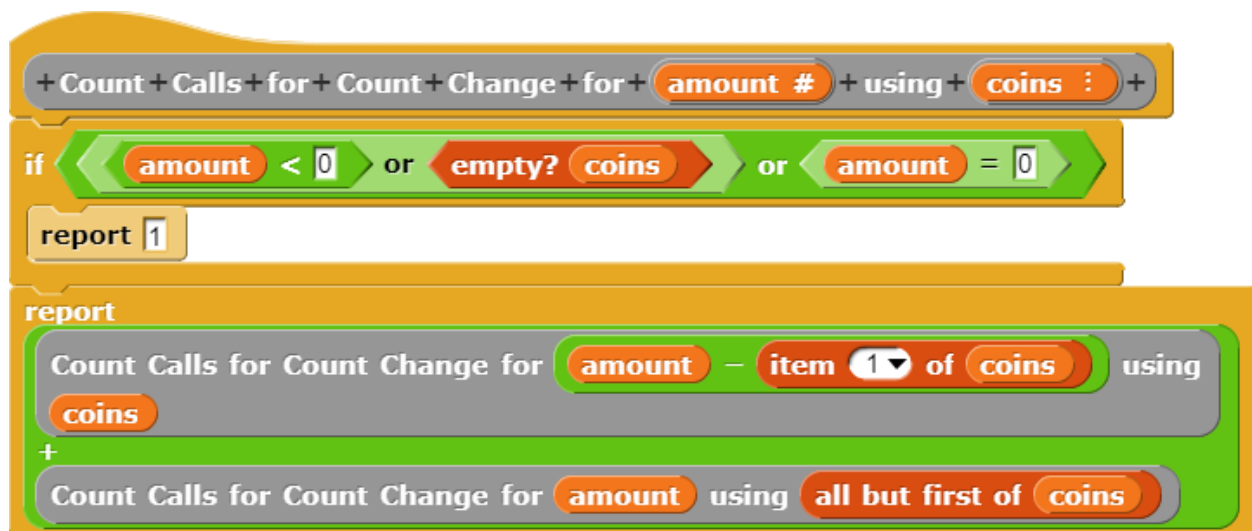 +Count+Calls+for+Count+Change+for+ amount # +using+ coins ⋮ +
if amount < 0 or empty? coins or amount = 0
report 1
report
Count Calls for Count Change for amount − item 1 of coins using
coins
+
Count Calls for Count Change for amount using all but first of coins